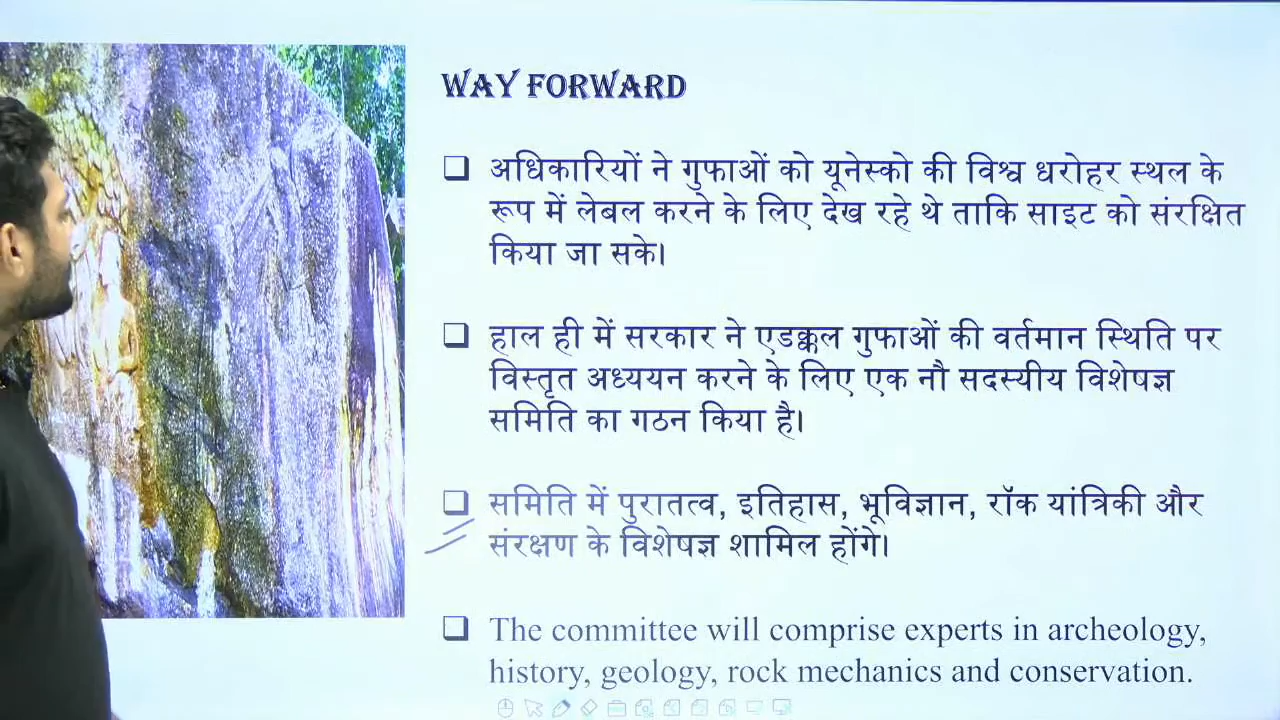 WAY FORWARD
अधिकारियों ने गुफाओं को यूनेस्को की विश्व धरोहर स्थल के
रूप में लेबल करने के लिए देख रहे थे ताकि साइट को संरक्षित
किया जा सके।
हाल ही में सरकार ने एडक्कल गुफाओं की वर्तमान स्थिति पर
विस्तृत अध्ययन करने के लिए एक नौ सदस्यीय विशेषज्ञ
समिति का गठन किया है।
समिति में पुरातत्व, इतिहास, भूविज्ञान, रॉक यांत्रिकी और
संरक्षण के विशेषज्ञ शामिल होंगे।
The committee will comprise experts in archeology,
history, geology, rock mechanics and conservation.